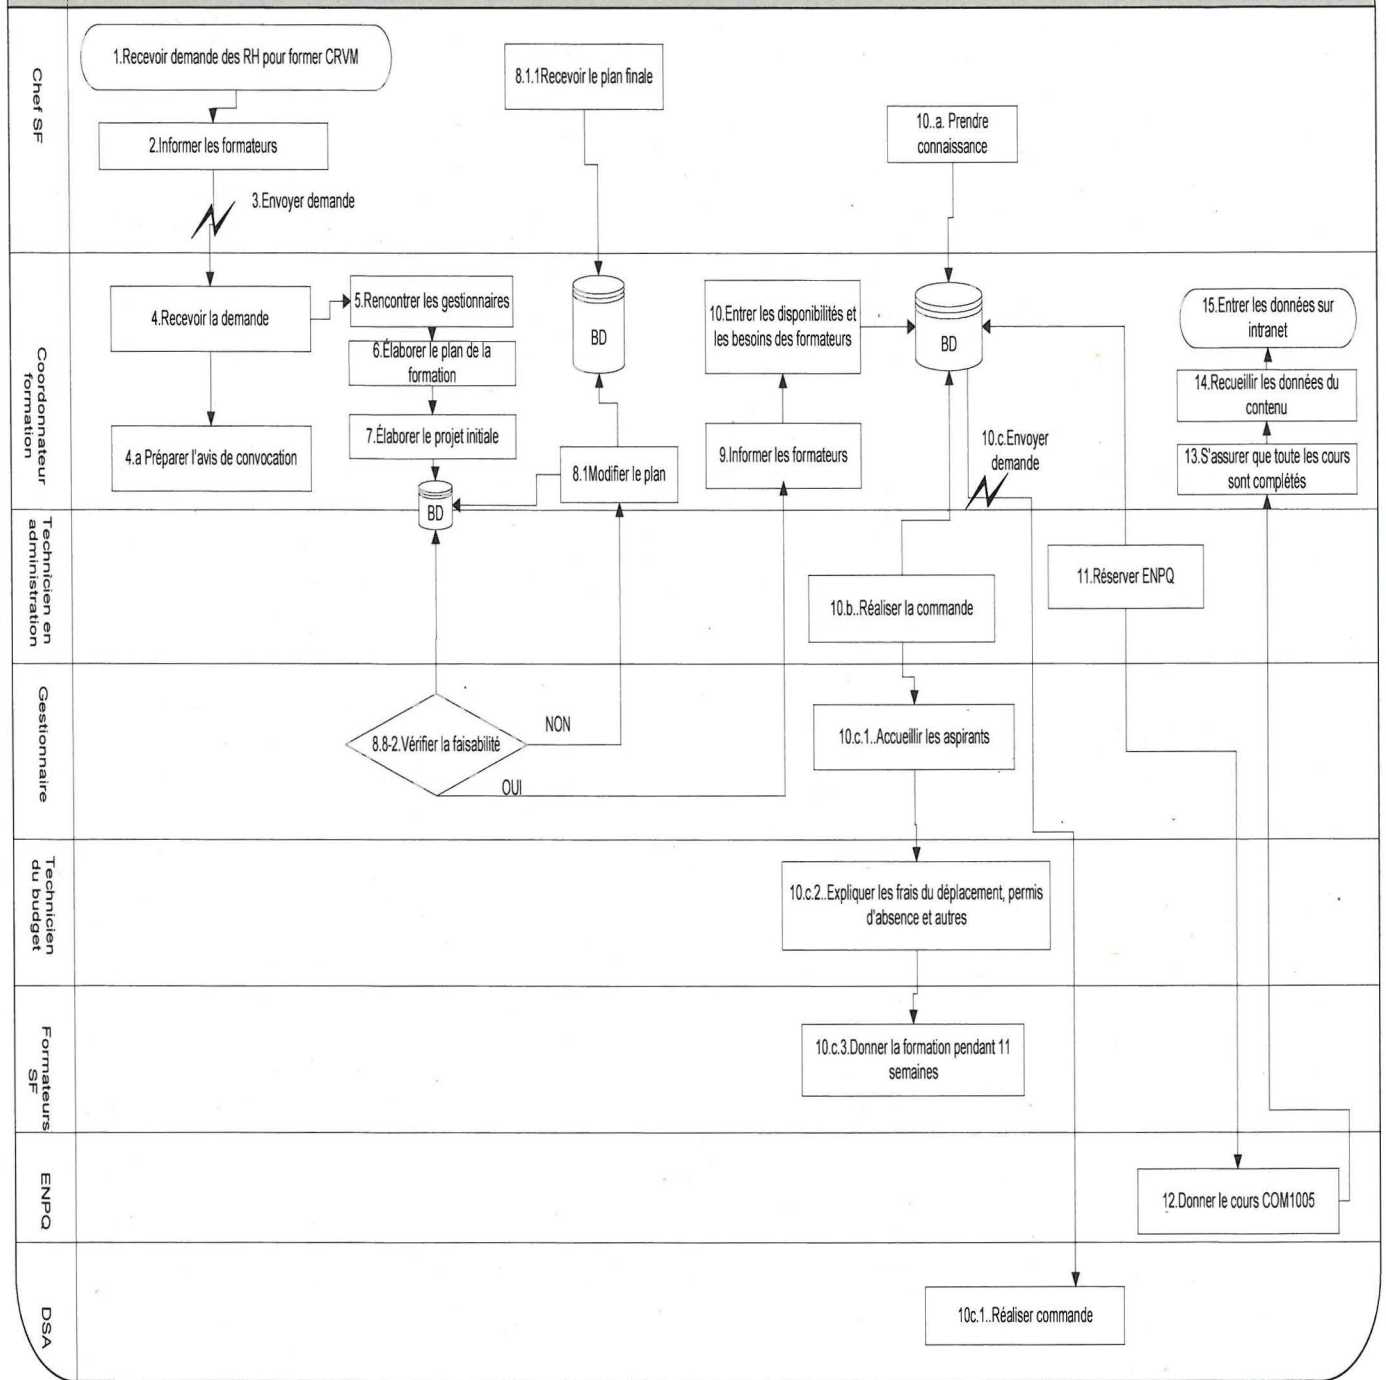 Chef SF
1.Recevoir demande des RH pour former CRVM
2.Informer les formateurs
3.Envoyer demande
8.1.1Recevoir le plan finale
10..a. Prendre
connaissance
Coordonnateur
formation
4.Recevoir la demande
4.a Préparer l'avis de convocation
5.Rencontrer les gestionnaires
6.Élaborer le plan de la
formation
7.Élaborer le projet initiale
BD
BD
8.1Modifier le plan
10.Entrer les disponibilités et
les besoins des formateurs
9.Informer les formateurs
BD
10.c.Envoyer
demande
15.Entrer les données sur
intranet
14.Recueillir les données du
contenu
13.S'assurer que toute les cours
sont complétés
Technicien en
administration
10.b..Réaliser la commande
11.Réserver ENPQ
Gestionnaire
8.8-2.Vérifier la faisabilité
NON
OUI
10.c.1..Accueillir les aspirants
Technicien
du budget
10.c.2..Expliquer les frais du déplacement, permis
d'absence et autres
Formateurs
SF
10.c.3.Donner la formation pendant 11
semaines
ENPQ
12.Donner le cours COM1005
DSA
10c.1..Réaliser commande